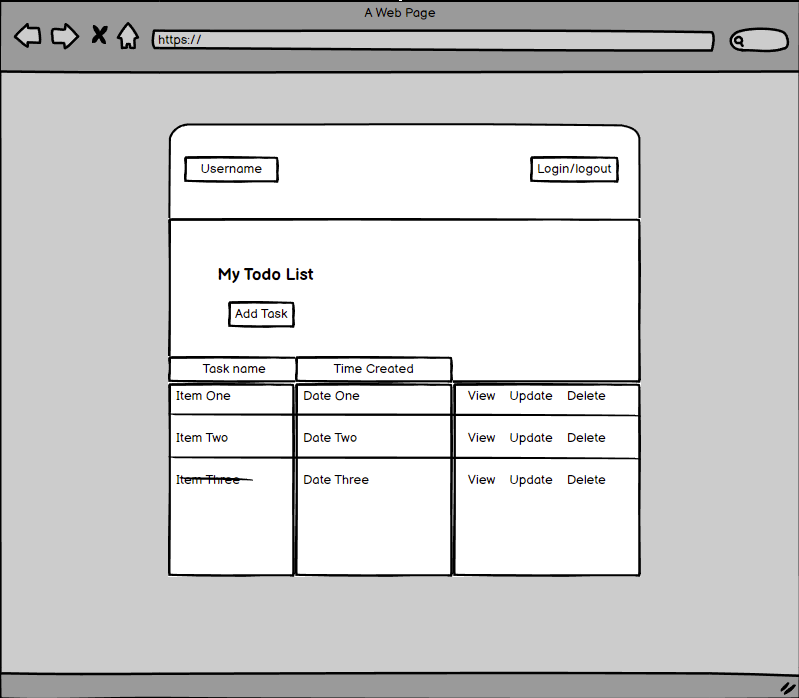 A Web Page
https://
Username Login/logout
My Todo List
Add Task
Task name Time Created
Item One Date One View Update Delete
Item Two Date Two View Update Delete
Item Three Date Three View Update Delete